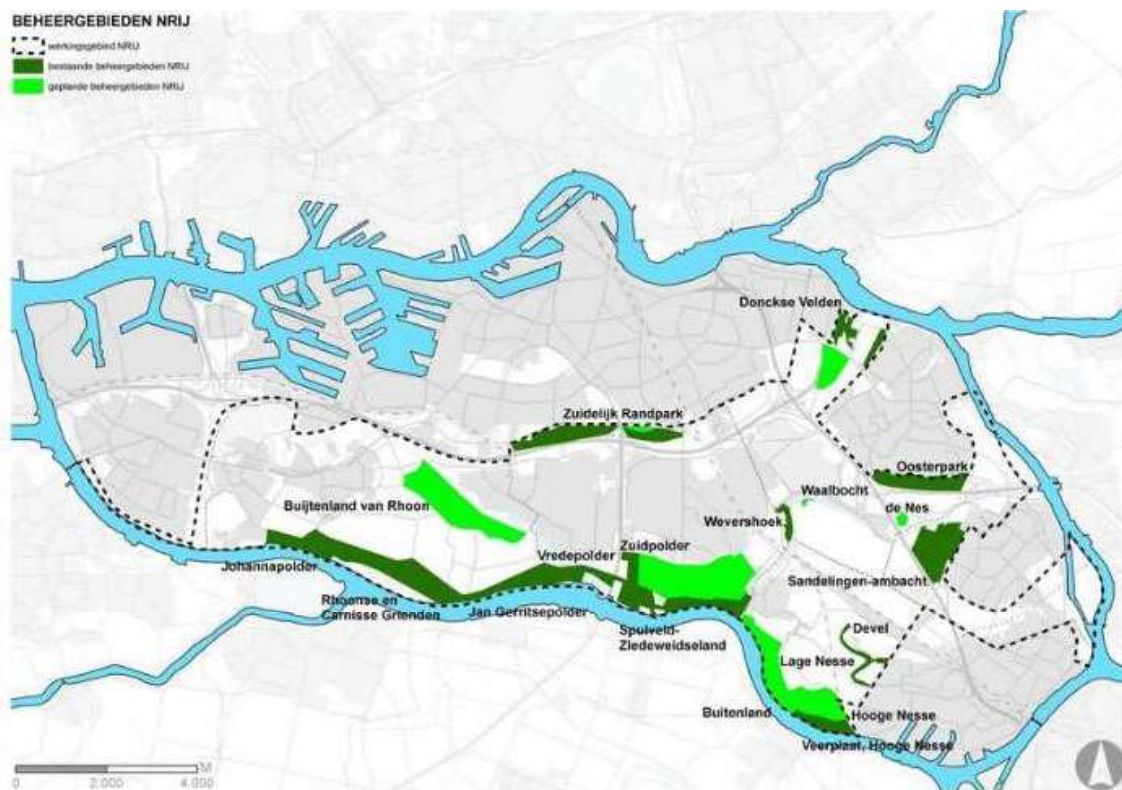 BEHEERGEBIEDEN NRIJ
werkingsgebied NRIJ
bestaande beheergebieden NRIJ
geplande beheergebieden NRIJ
Donckse Velden
Zuidelijk Randpark
Oosterpark
Waalbocht
de Nes
Buijtenland van Rhoon
Wevershoek
Zuidpolder
Vredepolder
Johannapolder
Sandelingen-ambacht
Rhoonse en
Carnisse Grienden
Jan Gerritsepolder
Spuiveld-
Ziedeweidseland
Devel
Lage Nesse
Buitenland
Hooge Nesse
Veerplaat, Hooge Nesse
M
0 2.000 4.000